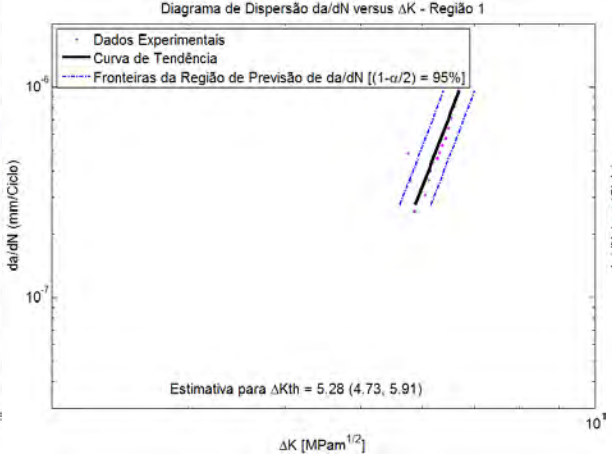 Diagrama de Dispersão da/dN versus ΔK - Região 1
Dados Experimentais
Curva de Tendência
Fronteiras da Região de Previsão de da/dN [(1-α/2) = 95%]
10^-6
10^-7
da/dN (mm/Ciclo)
Estimativa para ΔKth = 5.28 (4.73, 5.91)
10^1
ΔK [MPam^1/2]